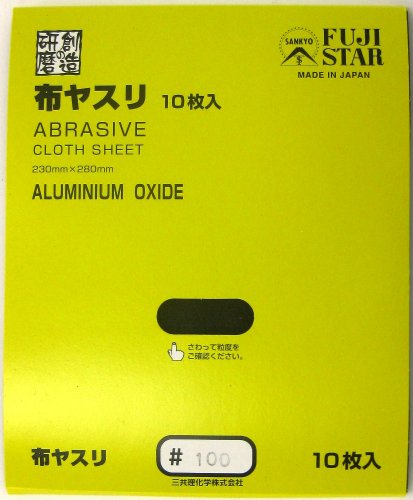 創造の研磨
SANKYO
FUJI STAR
MADE IN JAPAN
布ヤスリ 10枚入
ABRASIVE
CLOTH SHEET
230mm×280mm
ALUMINIUM OXIDE
さわって粒度を
ご確認ください。
布ヤスリ # 100 10枚入
三共理化学株式会社